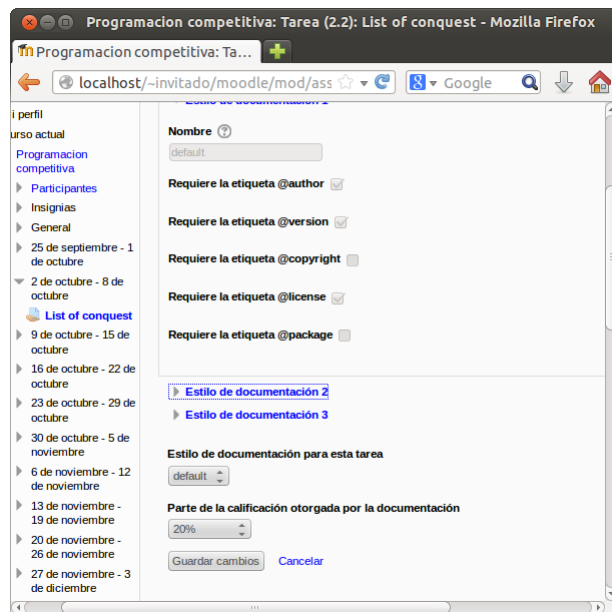 Programacion competitiva: Tarea (2.2): List of conquest - Mozilla Firefox
Programacion competitiva: Ta...
localhost/~invitado/moodle/mod/ass
Google
i perfil
urso actual
Programacion
competitiva
Participantes
Insignias
General
25 de septiembre - 1
de octubre
2 de octubre - 8 de
octubre
List of conquest
9 de octubre - 15 de
octubre
16 de octubre - 22 de
octubre
23 de octubre - 29 de
octubre
30 de octubre - 5 de
noviembre
6 de noviembre - 12
de noviembre
13 de noviembre -
19 de noviembre
20 de noviembre -
26 de noviembre
27 de noviembre - 3
de diciembre
Estilo de documentación 1
Nombre
default
Requiere la etiqueta @author
Requiere la etiqueta @version
Requiere la etiqueta @copyright
Requiere la etiqueta @license
Requiere la etiqueta @package
Estilo de documentación 2
Estilo de documentación 3
Estilo de documentación para esta tarea
default
Parte de la calificación otorgada por la documentación
20%
Guardar cambios Cancelar